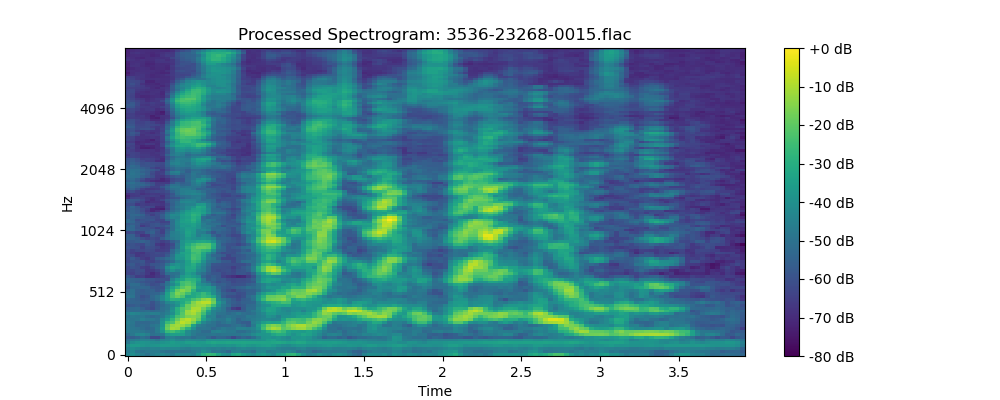 Processed Spectrogram: 3536-23268-0015.flac
Hz
4096
2048
1024
512
0
0
0.5
1
1.5
2
2.5
3
3.5
Time
+0 dB
-10 dB
-20 dB
-30 dB
-40 dB
-50 dB
-60 dB
-70 dB
-80 dB